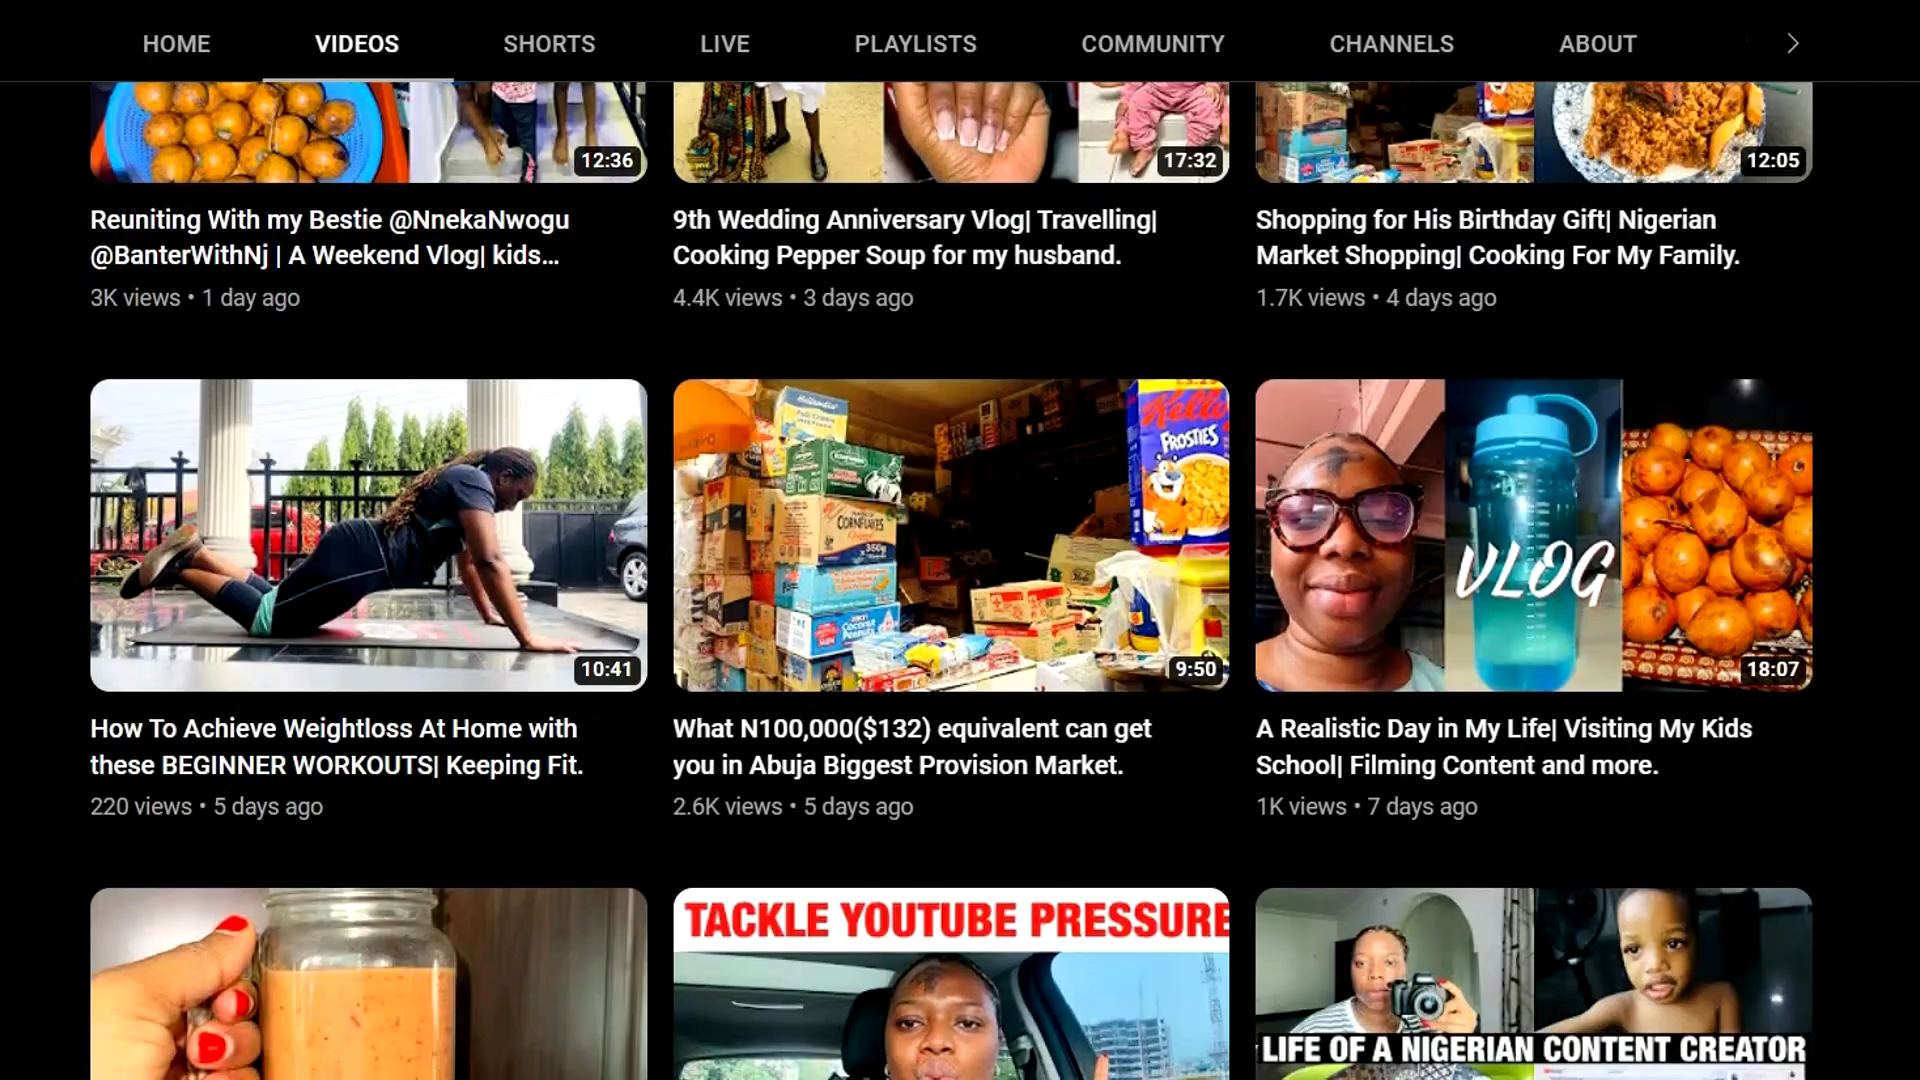 HOME VIDEOS SHORTS LIVE PLAYLISTS COMMUNITY CHANNELS ABOUT
12:36
17:32
12:05
Reuniting With my Bestie @NnekaNwogu
@BanterWithNj | A Weekend Vlog| kids...
3K views • 1 day ago
9th Wedding Anniversary Vlog| Travelling|
Cooking Pepper Soup for my husband.
4.4K views • 3 days ago
Shopping for His Birthday Gift| Nigerian
Market Shopping| Cooking For My Family.
1.7K views • 4 days ago
10:41
FROSTIES
CORNFLAKES
350g
Coconut
9:50
VLOG
18:07
How To Achieve Weightloss At Home with
these BEGINNER WORKOUTS| Keeping Fit.
220 views • 5 days ago
What N100,000($132) equivalent can get
you in Abuja Biggest Provision Market.
2.6K views • 5 days ago
A Realistic Day in My Life| Visiting My Kids
School| Filming Content and more.
1K views • 7 days ago
TACKLE YOUTUBE PRESSURE
LIFE OF A NIGERIAN CONTENT CREATOR